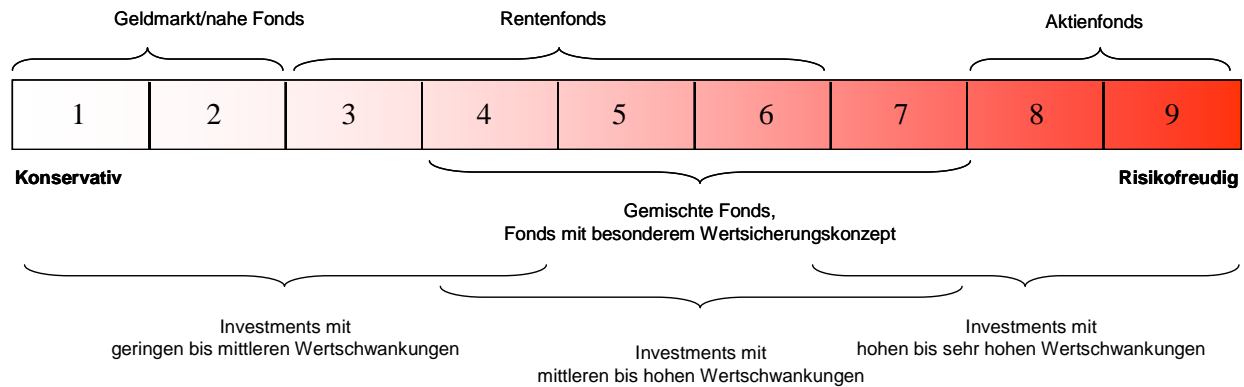 Geldmarkt/nahe Fonds
Rentenfonds
Aktienfonds
1 2 3 4 5 6 7 8 9
Konservativ
Risikofreudig
Gemischte Fonds,
Fonds mit besonderem Wertsicherungskonzept
Investments mit
geringen bis mittleren Wertschwankungen
Investments mit
mittleren bis hohen Wertschwankungen
Investments mit
hohen bis sehr hohen Wertschwankungen